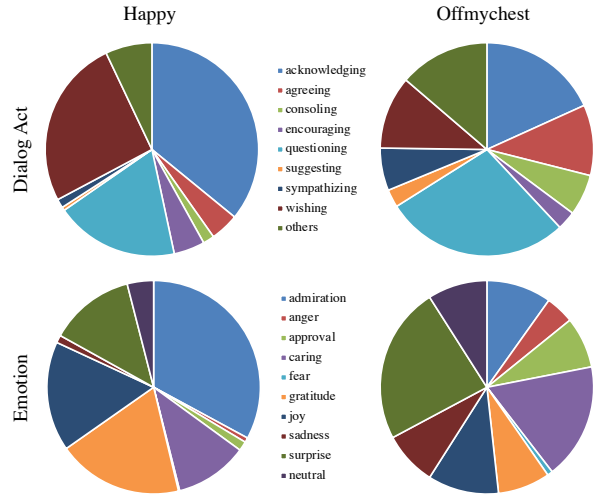 Happy
Offmychest
Dialog Act
acknowledging
agreeing
consoling
encouraging
questioning
suggesting
sympathizing
wishing
others
Emotion
admiration
anger
approval
caring
fear
gratitude
joy
sadness
surprise
neutral